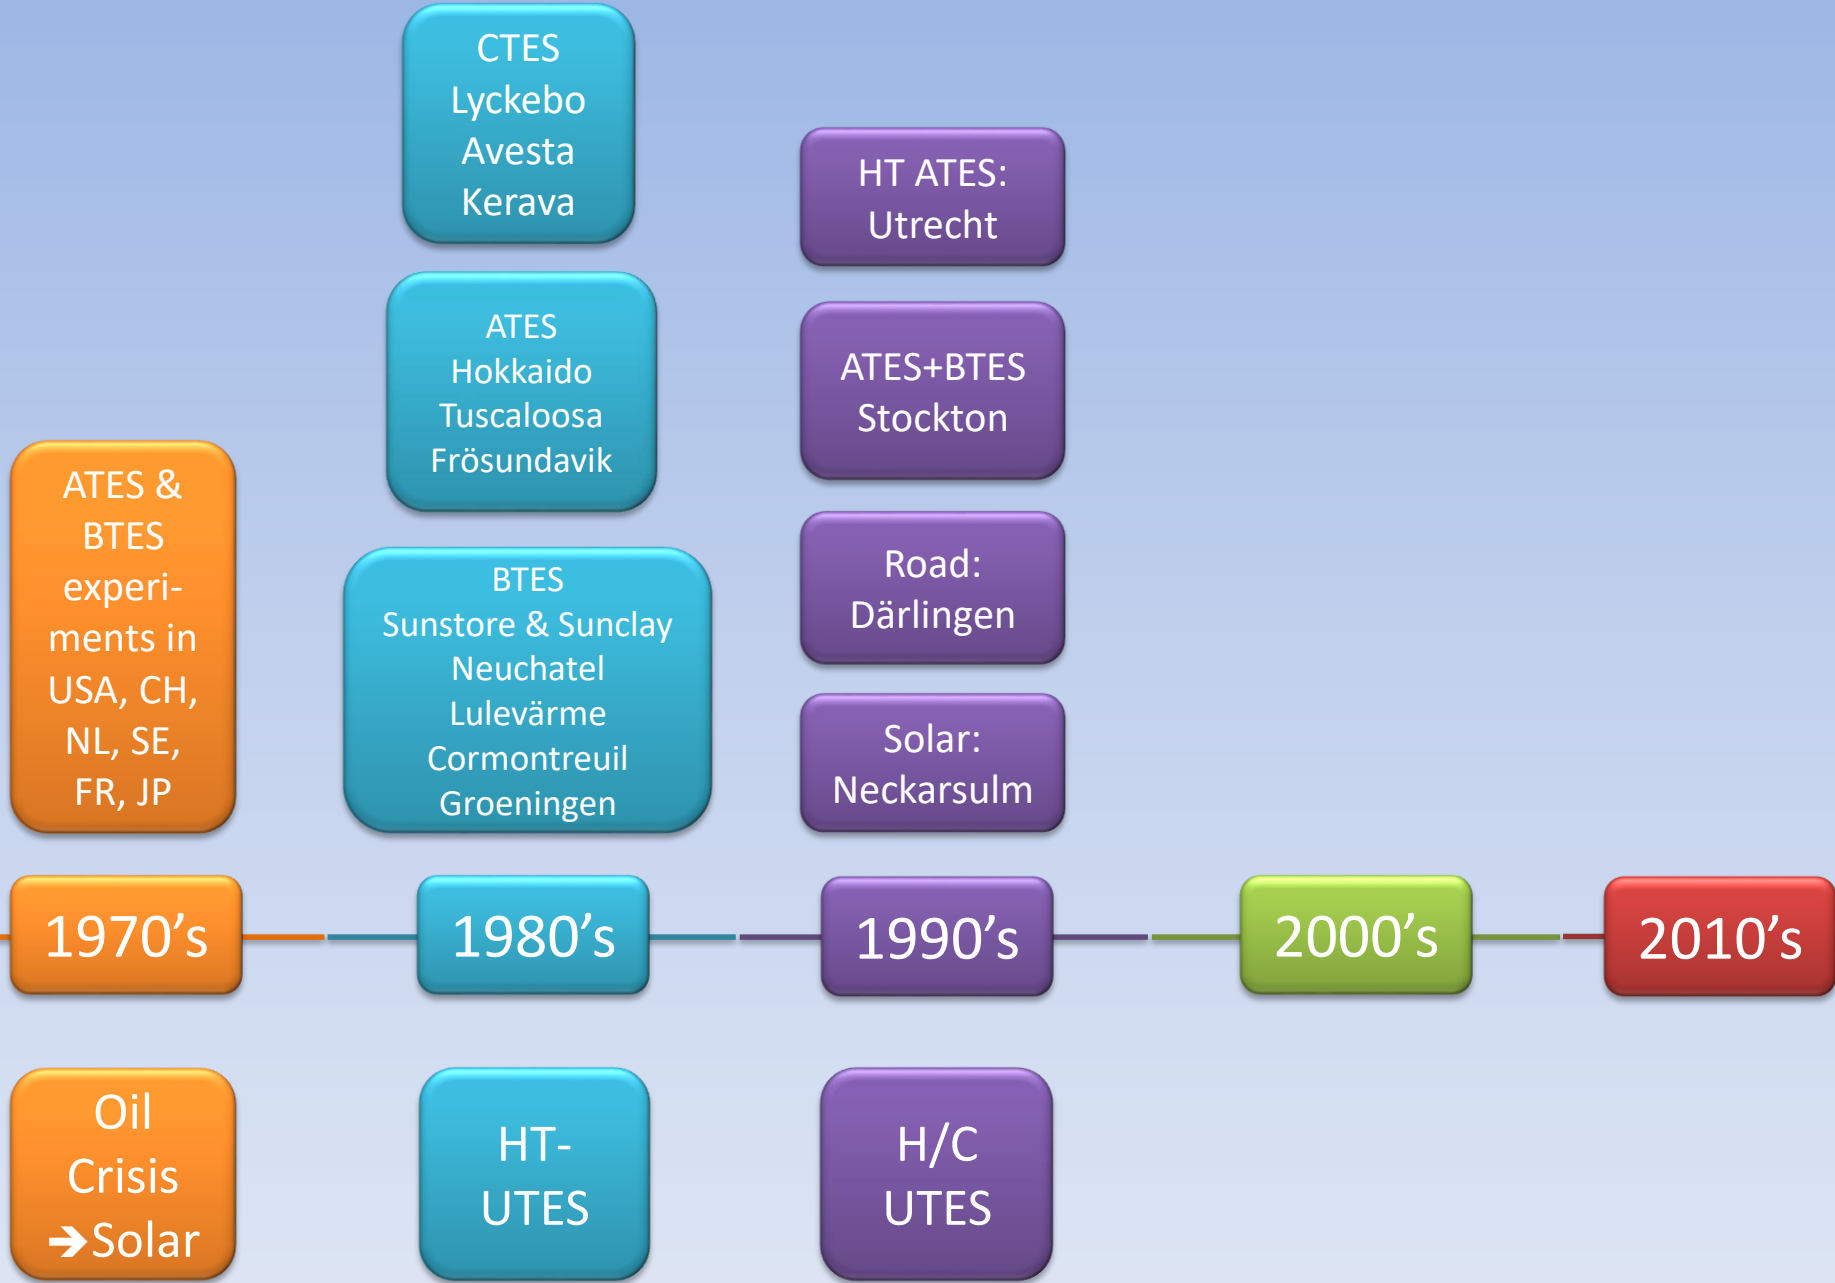 CTES
Lyckebo
Avesta
Kerava
HT ATES:
Utrecht
ATES
Hokkaido
Tuscaloosa
Frösundavik
ATES+BTES
Stockton
ATES &
BTES
experi-
ments in
USA, CH,
NL, SE,
FR, JP
BTES
Sunstore & Sunclay
Neuchatel
Lulevärme
Cormontreuil
Groeningen
Road:
Därlingen
Solar:
Neckarsulm
1970’s
1980’s
1990’s
2000’s
2010’s
Oil
Crisis
➔Solar
HT-
UTES
H/C
UTES